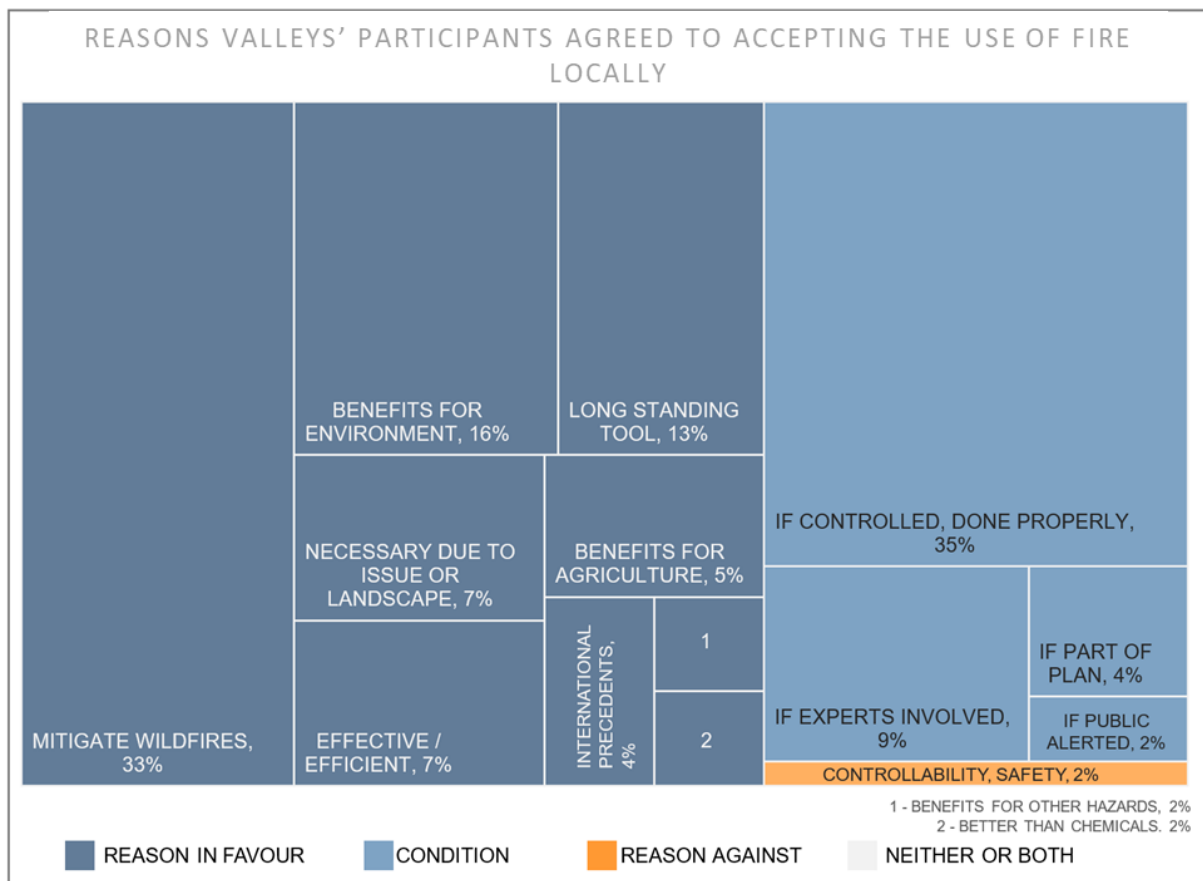 REASONS VALLEYS' PARTICIPANTS AGREED TO ACCEPTING THE USE OF FIRE
LOCALLY
MITIGATE WILDFIRES,
33%
BENEFITS FOR
ENVIRONMENT, 16%
LONG STANDING
TOOL, 13%
NECESSARY DUE TO
ISSUE OR
LANDSCAPE, 7%
BENEFITS FOR
AGRICULTURE, 5%
EFFECTIVE /
EFFICIENT, 7%
INTERNATIONAL
PRECEDENTS,
4%
1
2
IF CONTROLLED, DONE PROPERLY,
35%
IF EXPERTS INVOLVED,
9%
IF PART OF
PLAN, 4%
IF PUBLIC
ALERTED, 2%
CONTROLLABILITY, SAFETY, 2%
1 - BENEFITS FOR OTHER HAZARDS, 2%
2 - BETTER THAN CHEMICALS. 2%
REASON IN FAVOUR
CONDITION
REASON AGAINST
NEITHER OR BOTH